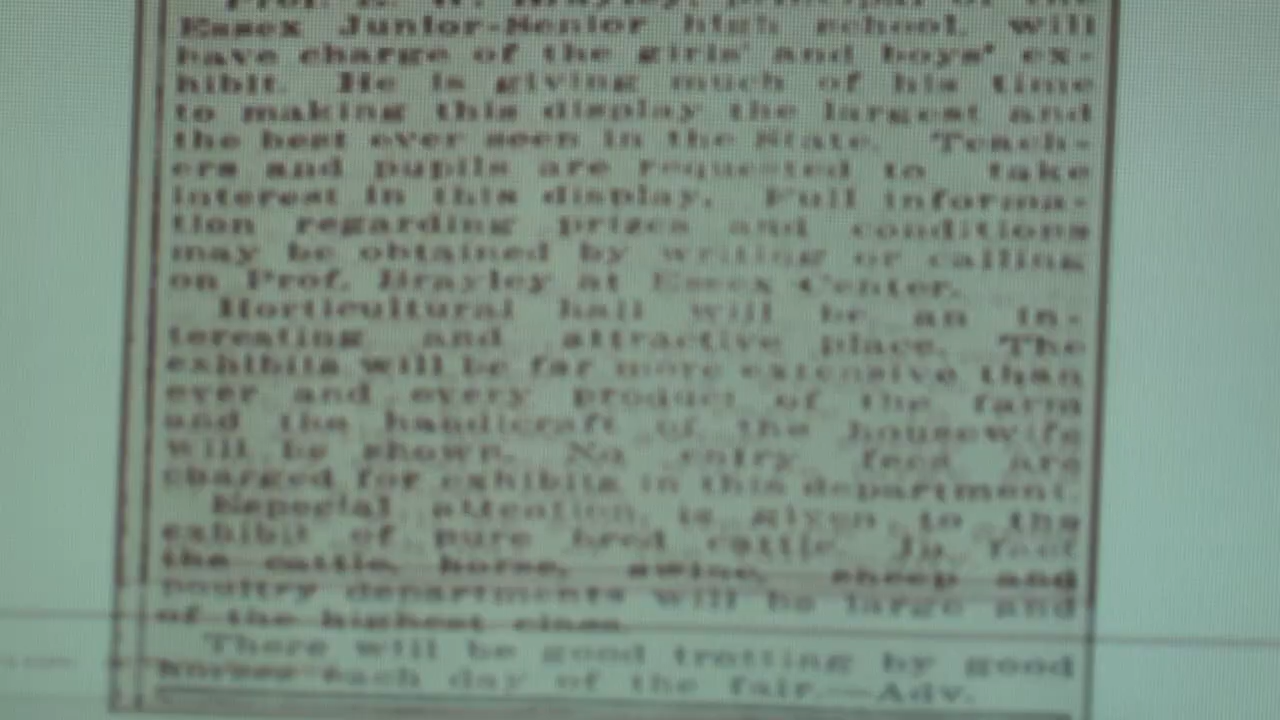 Prof. E. W. Brayley, principal of the
Essex Junior-Senior high school, will
have charge of the girls' and boys' ex-
hibit. He is giving much of his time
to making this display the largest and
the best ever seen in the State. Teach-
ers and pupils are requested to take
interest in this display. Full informa-
tion regarding prizes and conditions
may be obtained by writing or calling
on Prof. Brayley at Essex Center.
Horticultural hall will be an in-
teresting and attractive place. The
exhibits will be far more extensive than
ever and every product of the farm
and the handicraft of the housewife
will be shown. No entry fees are
charged for exhibits in this department.
Especial attention is given to the
exhibit of pure bred cattle. In fact
the cattle, horse, swine, sheep and
poultry departments will be large and
of the highest class.
There will be good trotting by good
horses each day of the fair.—Adv.